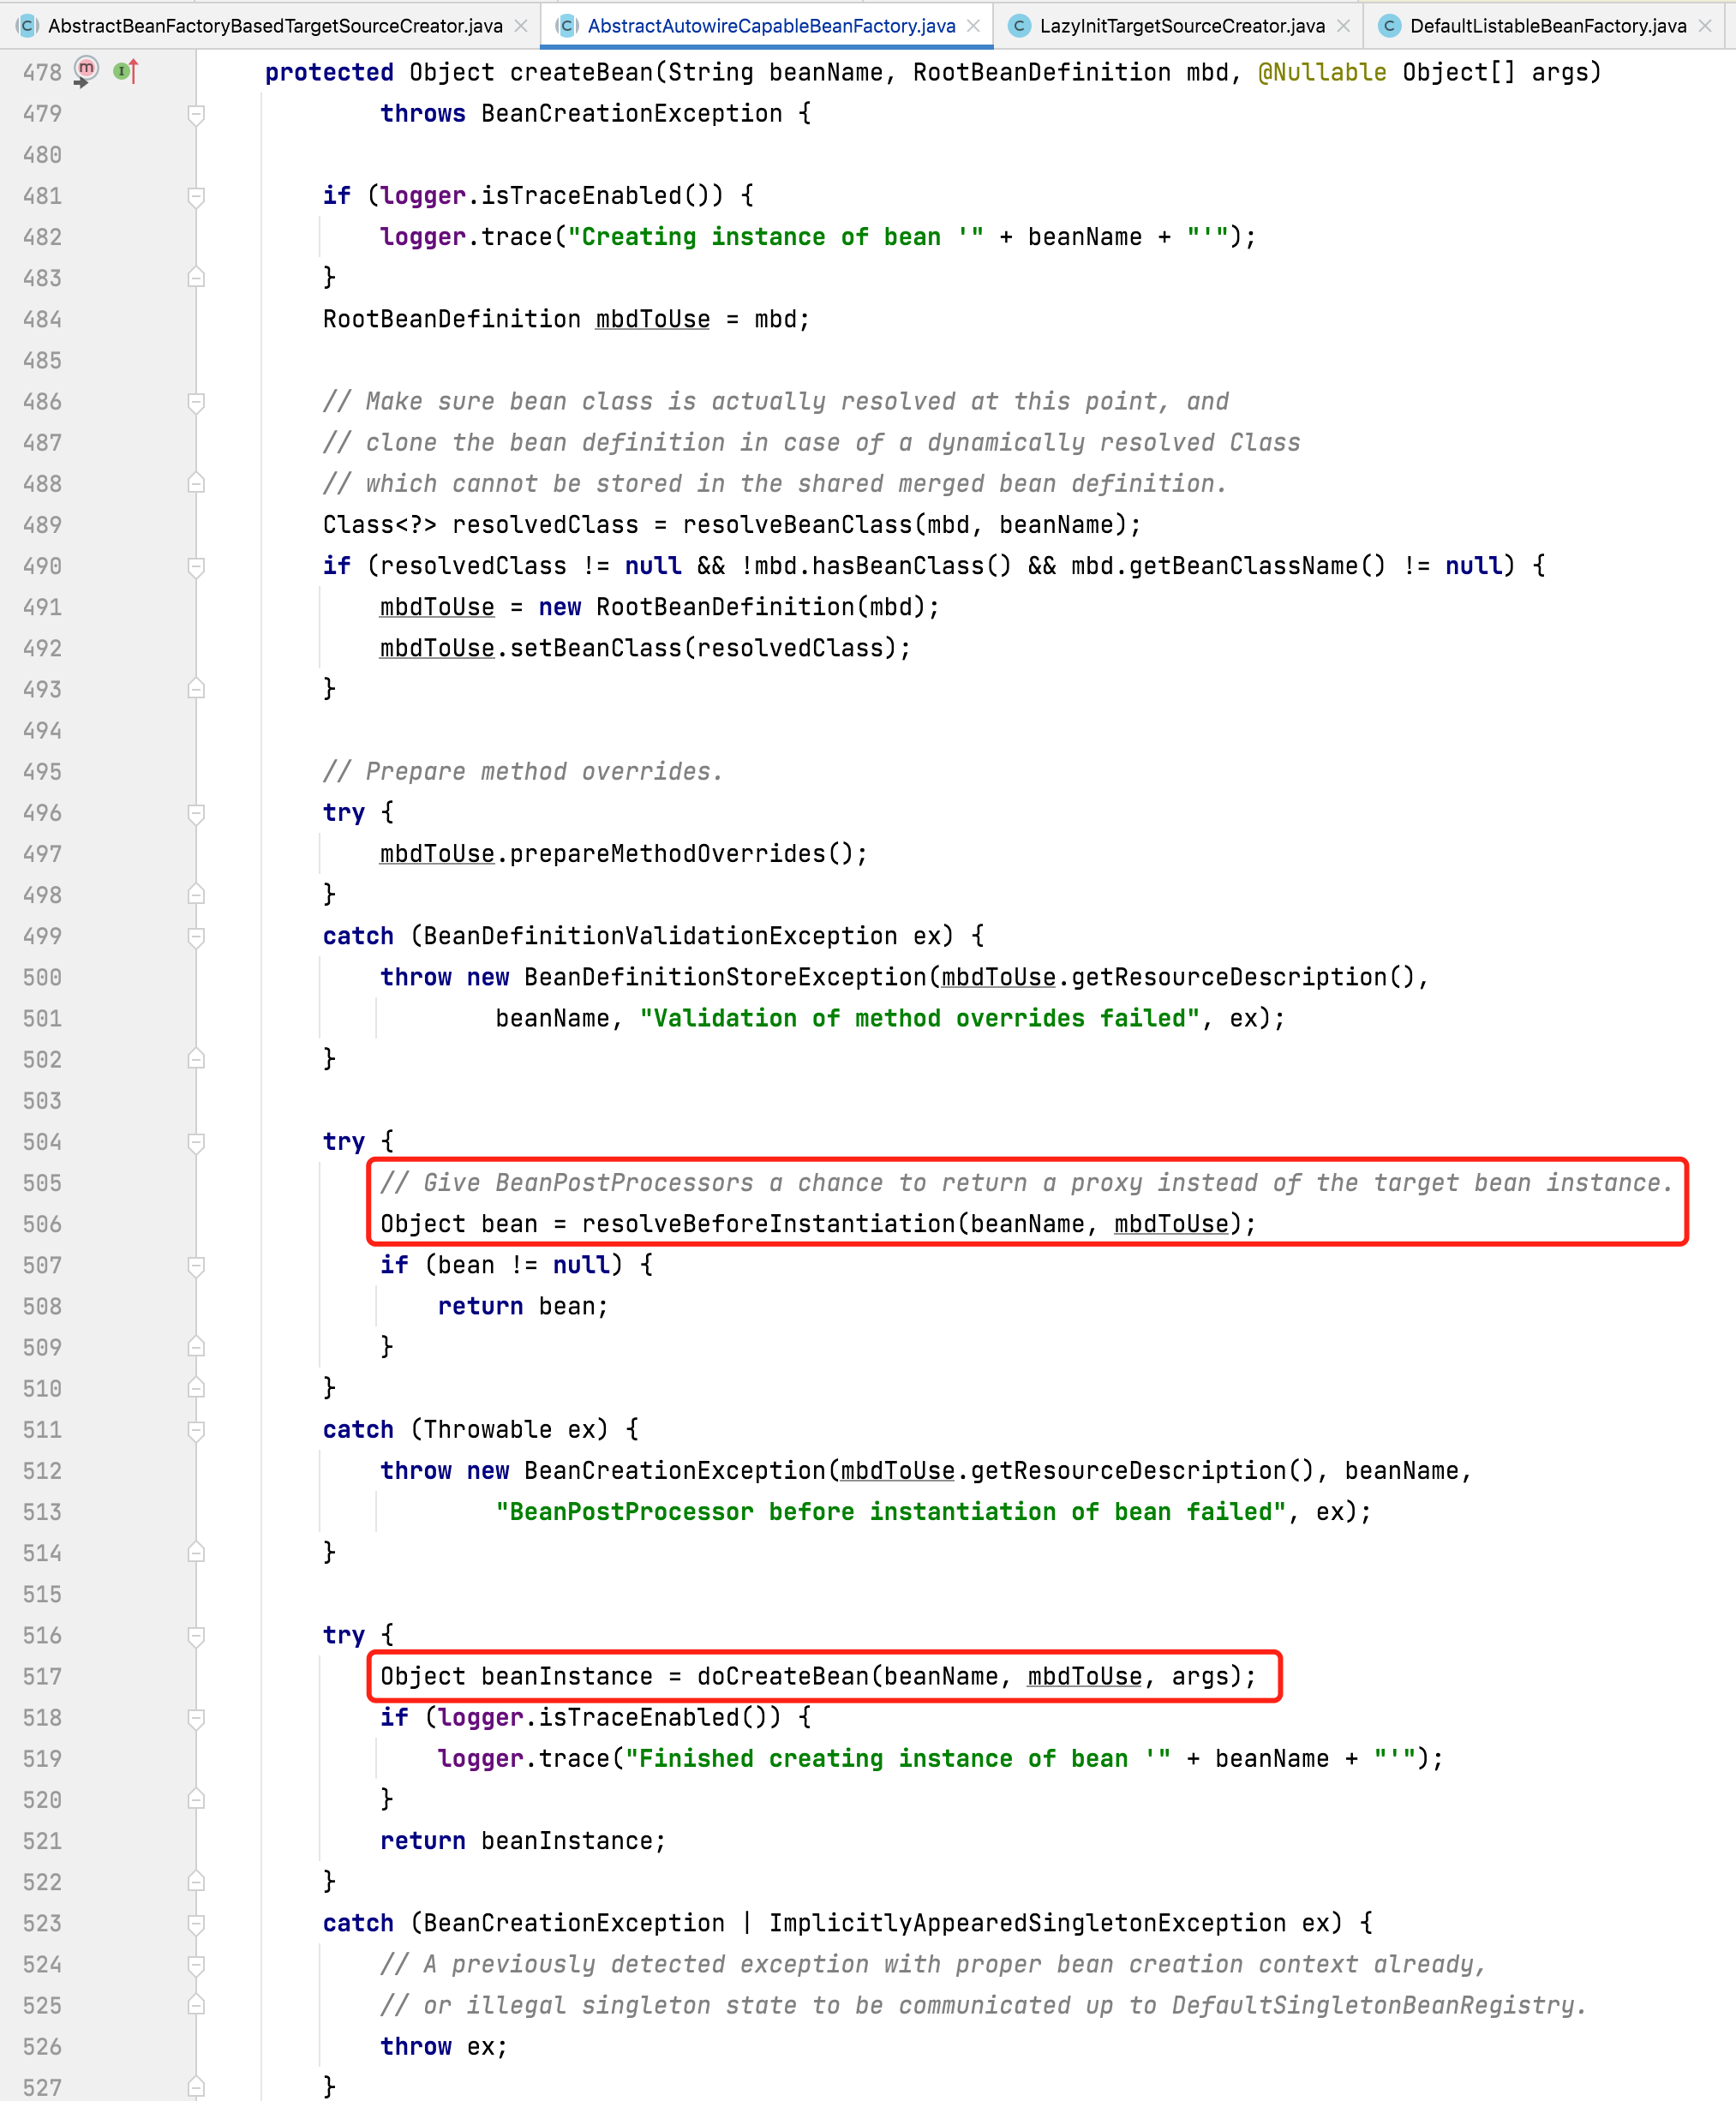 AbstractBeanFactoryBasedTargetSourceCreator.java AbstractAutowireCapableBeanFactory.java LazyInitTargetSourceCreator.java DefaultListableBeanFactory.java
478 protected Object createBean(String beanName, RootBeanDefinition mbd, @Nullable Object[] args)
479 throws BeanCreationException {
480
481 if (logger.isTraceEnabled()) {
482 logger.trace("Creating instance of bean '" + beanName + "'");
483 }
484 RootBeanDefinition mbdToUse = mbd;
485
486 // Make sure bean class is actually resolved at this point, and
487 // clone the bean definition in case of a dynamically resolved Class
488 // which cannot be stored in the shared merged bean definition.
489 Class<?> resolvedClass = resolveBeanClass(mbd, beanName);
490 if (resolvedClass != null && !mbd.hasBeanClass() && mbd.getBeanClassName() != null) {
491 mbdToUse = new RootBeanDefinition(mbd);
492 mbdToUse.setBeanClass(resolvedClass);
493 }
494
495 // Prepare method overrides.
496 try {
497 mbdToUse.prepareMethodOverrides();
498 }
499 catch (BeanDefinitionValidationException ex) {
500 throw new BeanDefinitionStoreException(mbdToUse.getResourceDescription(),
501 beanName, "Validation of method overrides failed", ex);
502 }
503
504 try {
505 // Give BeanPostProcessors a chance to return a proxy instead of the target bean instance.
506 Object bean = resolveBeforeInstantiation(beanName, mbdToUse);
507 if (bean != null) {
508 return bean;
509 }
510 }
511 catch (Throwable ex) {
512 throw new BeanCreationException(mbdToUse.getResourceDescription(), beanName,
513 "BeanPostProcessor before instantiation of bean failed", ex);
514 }
515
516 try {
517 Object beanInstance = doCreateBean(beanName, mbdToUse, args);
518 if (logger.isTraceEnabled()) {
519 logger.trace("Finished creating instance of bean '" + beanName + "'");
520 }
521 return beanInstance;
522 }
523 catch (BeanCreationException | ImplicitlyAppearedSingletonException ex) {
524 // A previously detected exception with proper bean creation context already,
525 // or illegal singleton state to be communicated up to DefaultSingletonBeanRegistry.
526 throw ex;
527 }